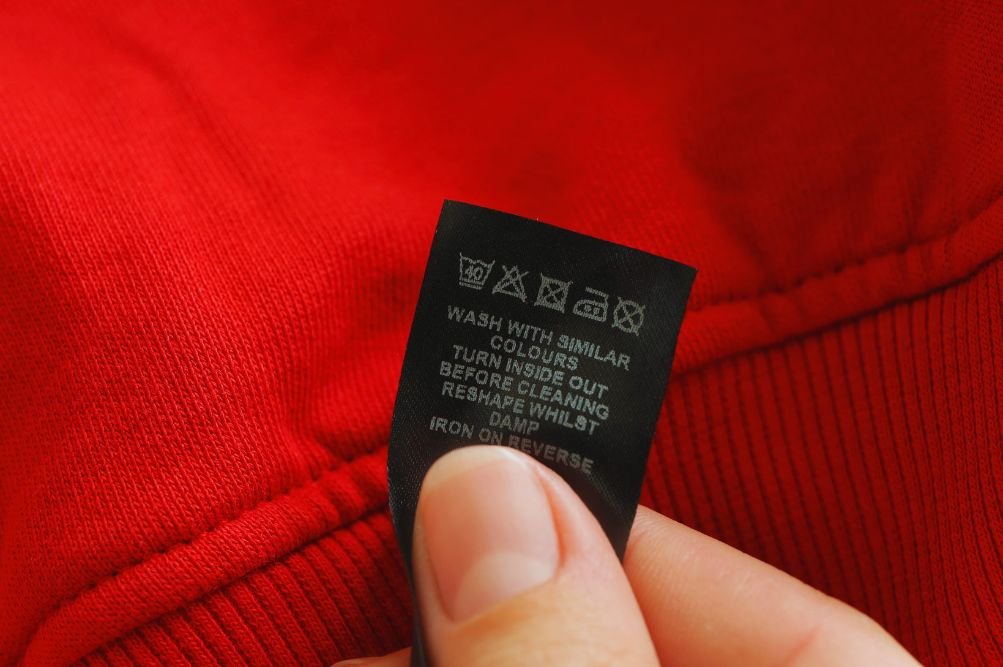 40
WASH WITH SIMILAR
COLOURS
TURN INSIDE OUT
BEFORE CLEANING
RESHAPE WHILST
DAMP
IRON ON REVERSE